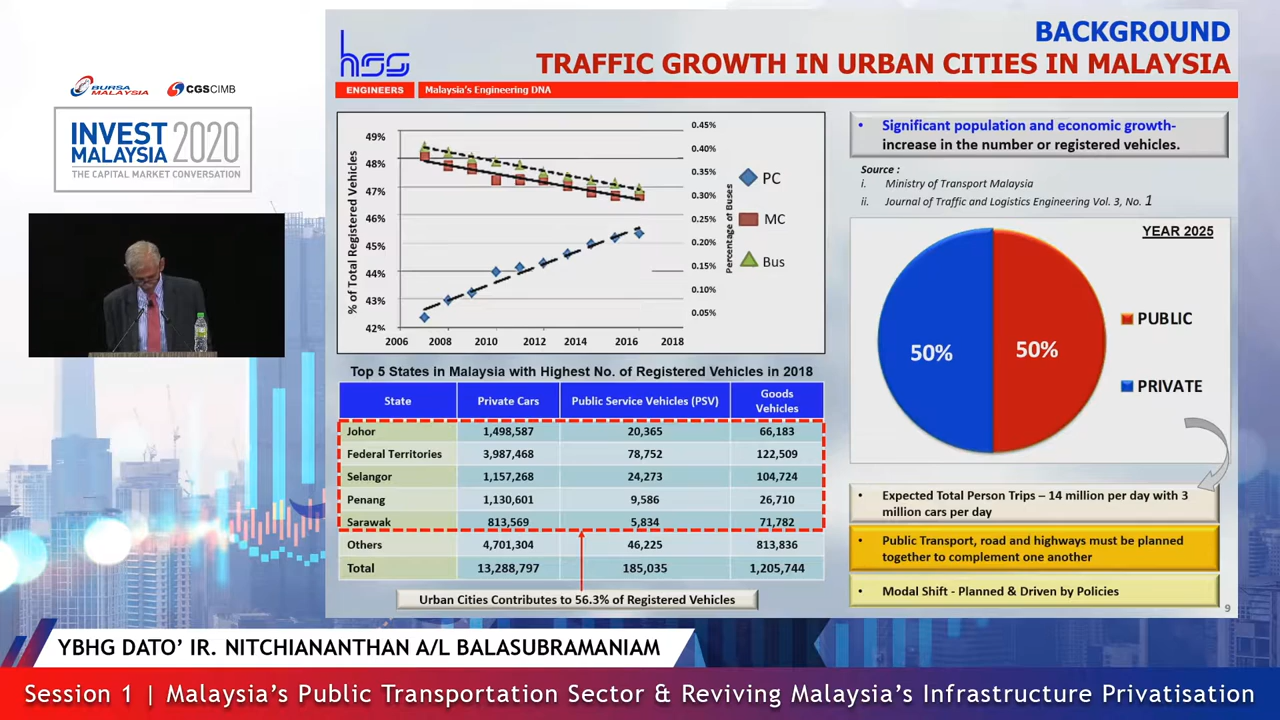 BURSA
MALAYSIA
CGS CIMB
INVEST
MALAYSIA
2020
THE CAPITAL MARKET CONVERSATION
hss
ENGINEERS
Malaysia's Engineering DNA
BACKGROUND
TRAFFIC GROWTH IN URBAN CITIES IN MALAYSIA
% of Total Registered Vehicles
49%
48%
47%
46%
45%
44%
43%
42%
2006 2008 2010 2012 2014 2016 2018
0.45%
0.40%
0.35%
0.30%
0.25%
0.20%
0.15%
0.10%
0.05%
Percentage of Buses
PC
MC
Bus
Top 5 States in Malaysia with Highest No. of Registered Vehicles in 2018
State Private Cars Public Service Vehicles (PSV) Goods Vehicles
Johor 1,498,587 20,365 66,183
Federal Territories 3,987,468 78,752 122,509
Selangor 1,157,268 24,273 104,724
Penang 1,130,601 9,586 26,710
Sarawak 813,569 5,834 71,782
Others 4,701,304 46,225 813,836
Total 13,288,797 185,035 1,205,744
Urban Cities Contributes to 56.3% of Registered Vehicles
• Significant population and economic growth-
increase in the number or registered vehicles.
Source :
i. Ministry of Transport Malaysia
ii. Journal of Traffic and Logistics Engineering Vol. 3, No. 1
YEAR 2025
50%
50%
PUBLIC
PRIVATE
• Expected Total Person Trips – 14 million per day with 3
million cars per day
• Public Transport, road and highways must be planned
together to complement one another
• Modal Shift - Planned & Driven by Policies
9
YBHG DATO' IR. NITCHIANANTHAN A/L BALASUBRAMANIAM
Session 1 | Malaysia's Public Transportation Sector & Reviving Malaysia's Infrastructure Privatisation